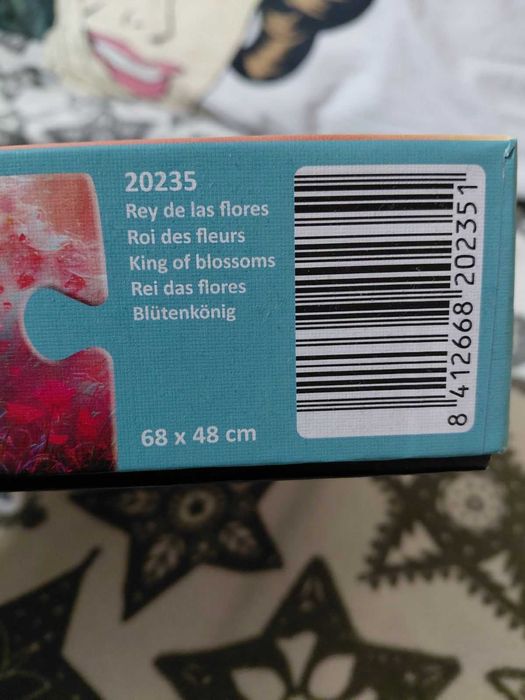 20235
Rey de las flores
Roi des fleurs
King of blossoms
Rei das flores
Blütenkönig
68 x 48 cm
8 412668 202351